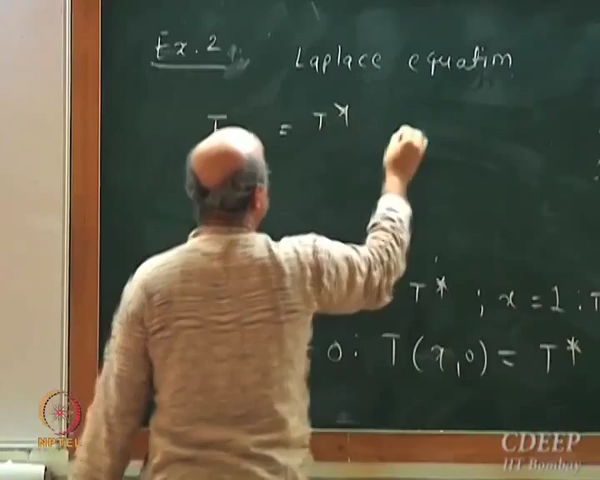 Ex. 2. Laplace equation
T = T*
T* ; x = 1 : T
0 : T(x,0) = T*
NPTEL
CDEEP
IIT Bombay